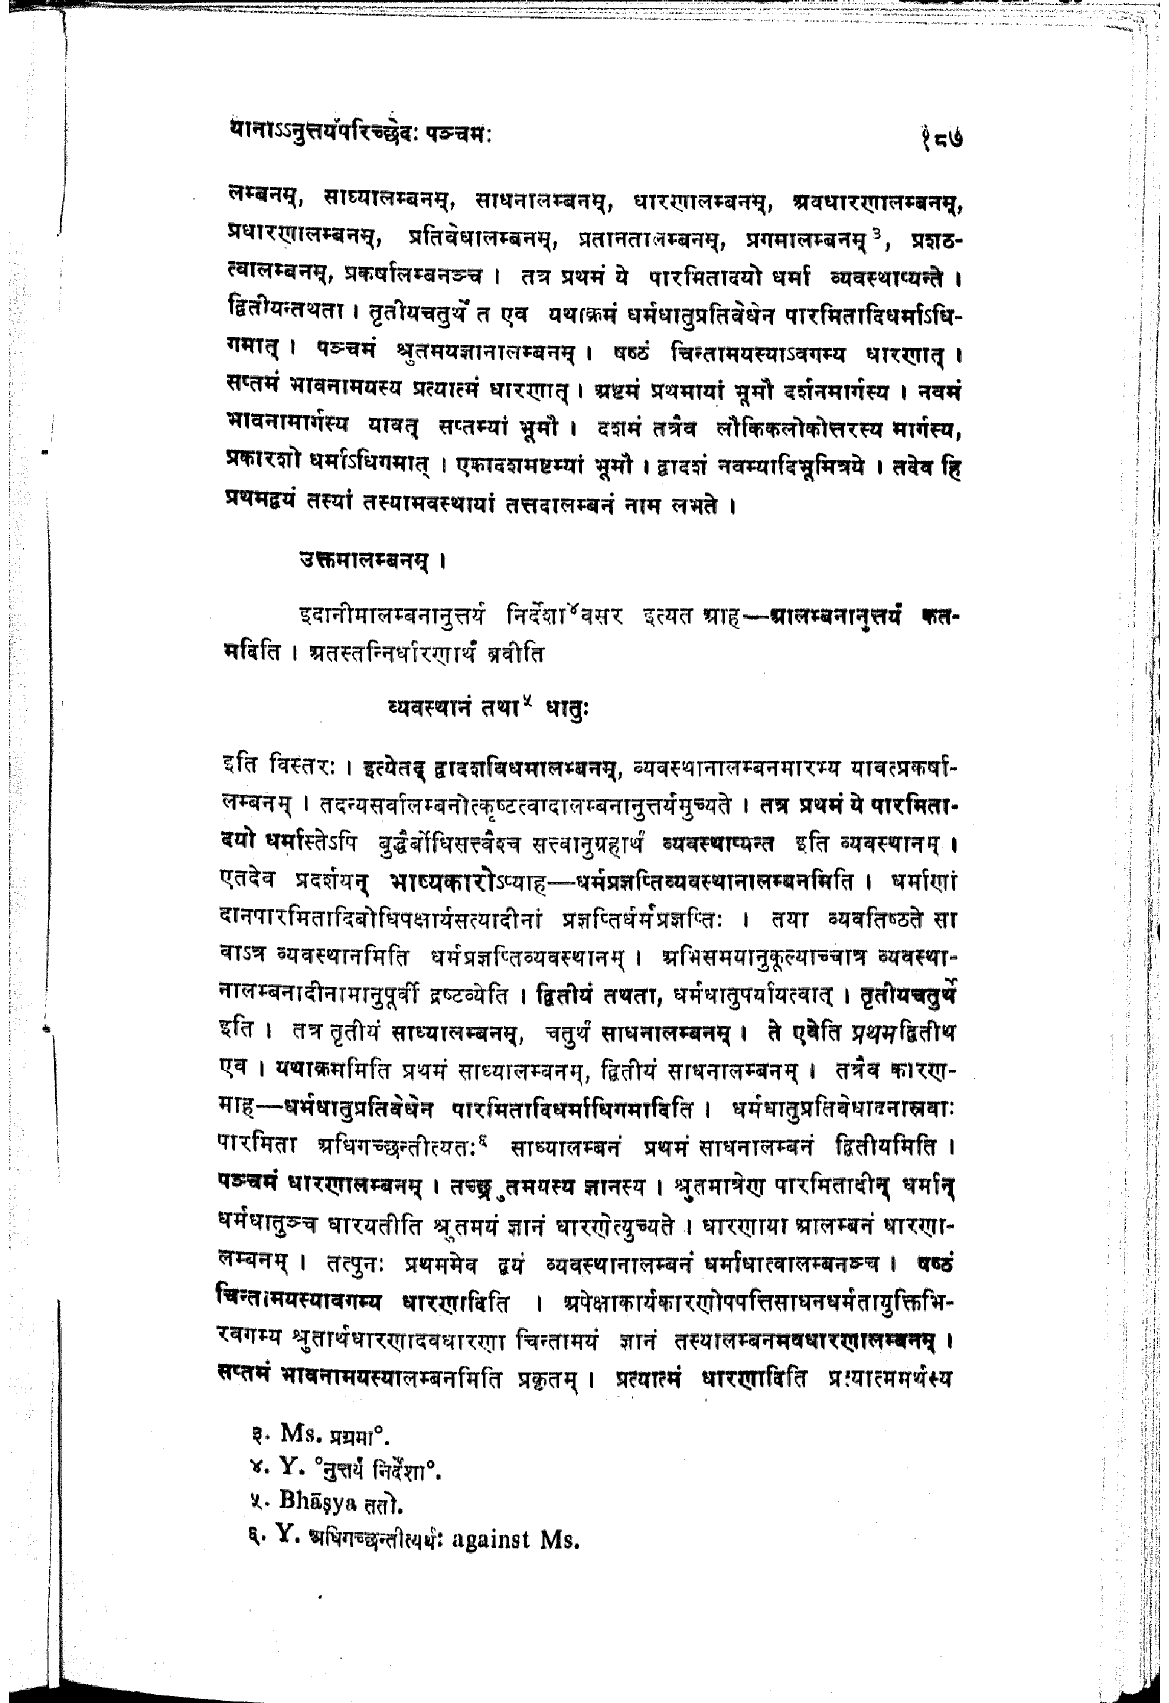 यानाऽऽनुत्तर्यपरिच्छेदः पञ्चमः १८७
लम्बनम्, साध्यालम्बनम्, साधनालम्बनम्, धारणालम्बनम्, अवधारणालम्बनम्,
प्रधारणालम्बनम्, प्रतिवेधालम्बनम्, प्रतानतालम्बनम्, प्रगमालम्बनम्³, प्रशठ-
त्वालम्बनम्, प्रकर्षालम्बनञ्च । तत्र प्रथमं ये पारमितादयो धर्मा व्यवस्थाप्यन्ते ।
द्वितीयन्तथता । तृतीयचतुर्थे त एव यथाक्रमं धर्मधातुप्रतिवेधेन पारमितादिधर्माऽधि-
गमात् । पञ्चमं श्रुतमयज्ञानालम्बनम् । षष्ठं चिन्तामयस्याऽवगम्य धारणात् ।
सप्तमं भावनामयस्य प्रत्यात्मं धारणात् । अष्टमं प्रथमायां भूमौ दर्शनमार्गस्य । नवमं
भावनामार्गस्य यावत् सप्तम्यां भूमौ । दशमं तत्रैव लौकिकलोकोत्तरस्य मार्गस्य,
प्रकारशो धर्माऽधिगमात् । एकादशमष्टम्यां भूमौ । द्वादशं नवम्यादिभूमित्रये । तदेव हि
प्रथमद्वयं तस्यां तस्यामवस्थायां तत्तदालम्बनं नाम लभते ।
उक्तमालम्बनम् ।
इदानीमालम्बनानुत्तर्य निर्देशा⁴वसर इत्यत आह—आलम्बनानुत्तर्यं कत-
मदिति । अतस्तन्निर्धारणार्थं ब्रवीति
व्यवस्थानं तथा⁵ धातुः
इति विस्तरः । इत्येतद् द्वादशविधमालम्बनम्, व्यवस्थानालम्बनमारभ्य यावत्प्रकर्षा-
लम्बनम् । तदन्यसर्वालम्बनोत्कृष्टत्वादालम्बनानुत्तर्यमुच्यते । तत्र प्रथमं ये पारमिता-
दयो धर्मास्तेऽपि बुद्धैर्बोधिसत्त्वैश्च सत्त्वानुग्रहार्थं व्यवस्थाप्यन्त इति व्यवस्थानम् ।
एतदेव प्रदर्शयन् भाष्यकारोऽप्याह—धर्मप्रज्ञप्तिव्यवस्थानालम्बनमिति । धर्माणां
दानपारमितादिबोधिपक्षार्यसत्यादीनां प्रज्ञप्तिर्धर्मप्रज्ञप्तिः । तया व्यवतिष्ठते सा
वाऽत्र व्यवस्थानमिति धर्मप्रज्ञप्तिव्यवस्थानम् । अभिसमयानुकूल्याच्चात्र व्यवस्था-
नालम्बनादीनामानुपूर्वी द्रष्टव्येति । द्वितीयं तथता, धर्मधातुपर्यायत्वात् । तृतीयचतुर्थे
इति । तत्र तृतीयं साध्यालम्बनम्, चतुर्थं साधनालम्बनम् । ते एवेति प्रथमद्वितीथ
एव । यथाक्रममिति प्रथमं साध्यालम्बनम्, द्वितीयं साधनालम्बनम् । तत्रैव कारण-
माह—धर्मधातुप्रतिवेधेन पारमितादिधर्माधिगमादिति । धर्मधातुप्रतिवेधादनास्रवाः
पारमिता अधिगच्छन्तीत्यतः⁶ साध्यालम्बनं प्रथमं साधनालम्बनं द्वितीयमिति ।
पञ्चमं धारणालम्बनम् । तच्छ्रुतमयस्य ज्ञानस्य । श्रुतमात्रेण पारमितादीन् धर्मान्
धर्मधातुञ्च धारयतीति श्रुतमयं ज्ञानं धारणेत्युच्यते । धारणाया आलम्बनं धारणा-
लम्बनम् । तत्पुनः प्रथममेव द्वयं व्यवस्थानालम्बनं धर्माधात्वालम्बनञ्च । षष्ठं
चिन्तामयस्यावगम्य धारणादिति । अपेक्षाकार्यकारणोपपत्तिसाधनधर्मतायुक्तिभि-
रवगम्य श्रुतार्थधारणादवधारणा चिन्तामयं ज्ञानं तस्यालम्बनमवधारणालम्बनम् ।
सप्तमं भावनामयस्यालम्बनमिति प्रकृतम् । प्रत्यात्मं धारणादिति प्रत्यात्ममर्थस्य
३. Ms. प्रग्रमा°.
४. Y. °नुत्तर्यं निर्देशा°.
५. Bhāṣya ततो.
६. Y. अधिगच्छन्तीत्यर्थः against Ms.